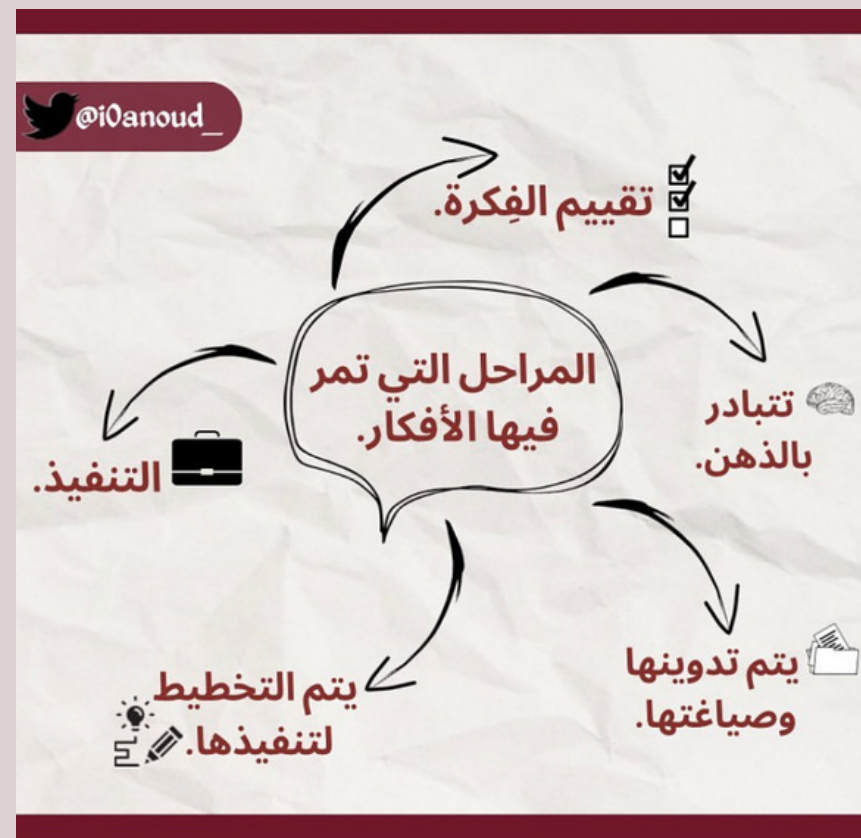 @i0anoud_
تقييم الفِكرة.
المراحل التي تمر
فيها الأفكار.
تتبادر
بالذهن.
التنفيذ.
يتم تدوينها
وصياغتها.
يتم التخطيط
لتنفيذها.